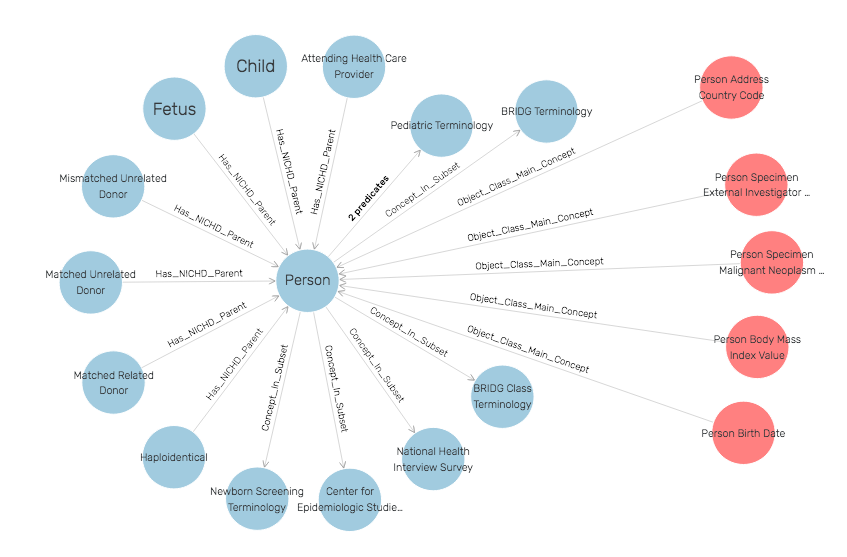 Child
Attending Health Care
Provider
Fetus
Person Address
Country Code
Pediatric Terminology
BRIDG Terminology
Mismatched Unrelated
Donor
Person Specimen
External Investigator ...
Has_NICHD_Parent
Has_NICHD_Parent
Has_NICHD_Parent
2 predicates
Concept_In_Subset
Object_Class_Main_Concept
Has_NICHD_Parent
Object_Class_Main_Concept
Person Specimen
Malignant Neoplasm ...
Matched Unrelated
Donor
Has_NICHD_Parent
Person
Object_Class_Main_Concept
Object_Class_Main_Concept
Has_NICHD_Parent
Concept_In_Subset
Object_Class_Main_Concept
Person Body Mass
Index Value
Matched Related
Donor
Has_NICHD_Parent
Concept_In_Subset
Concept_In_Subset
Concept_In_Subset
BRIDG Class
Terminology
Person Birth Date
Haploidentical
National Health
Interview Survey
Newborn Screening
Terminology
Center for
Epidemiologic Studie...